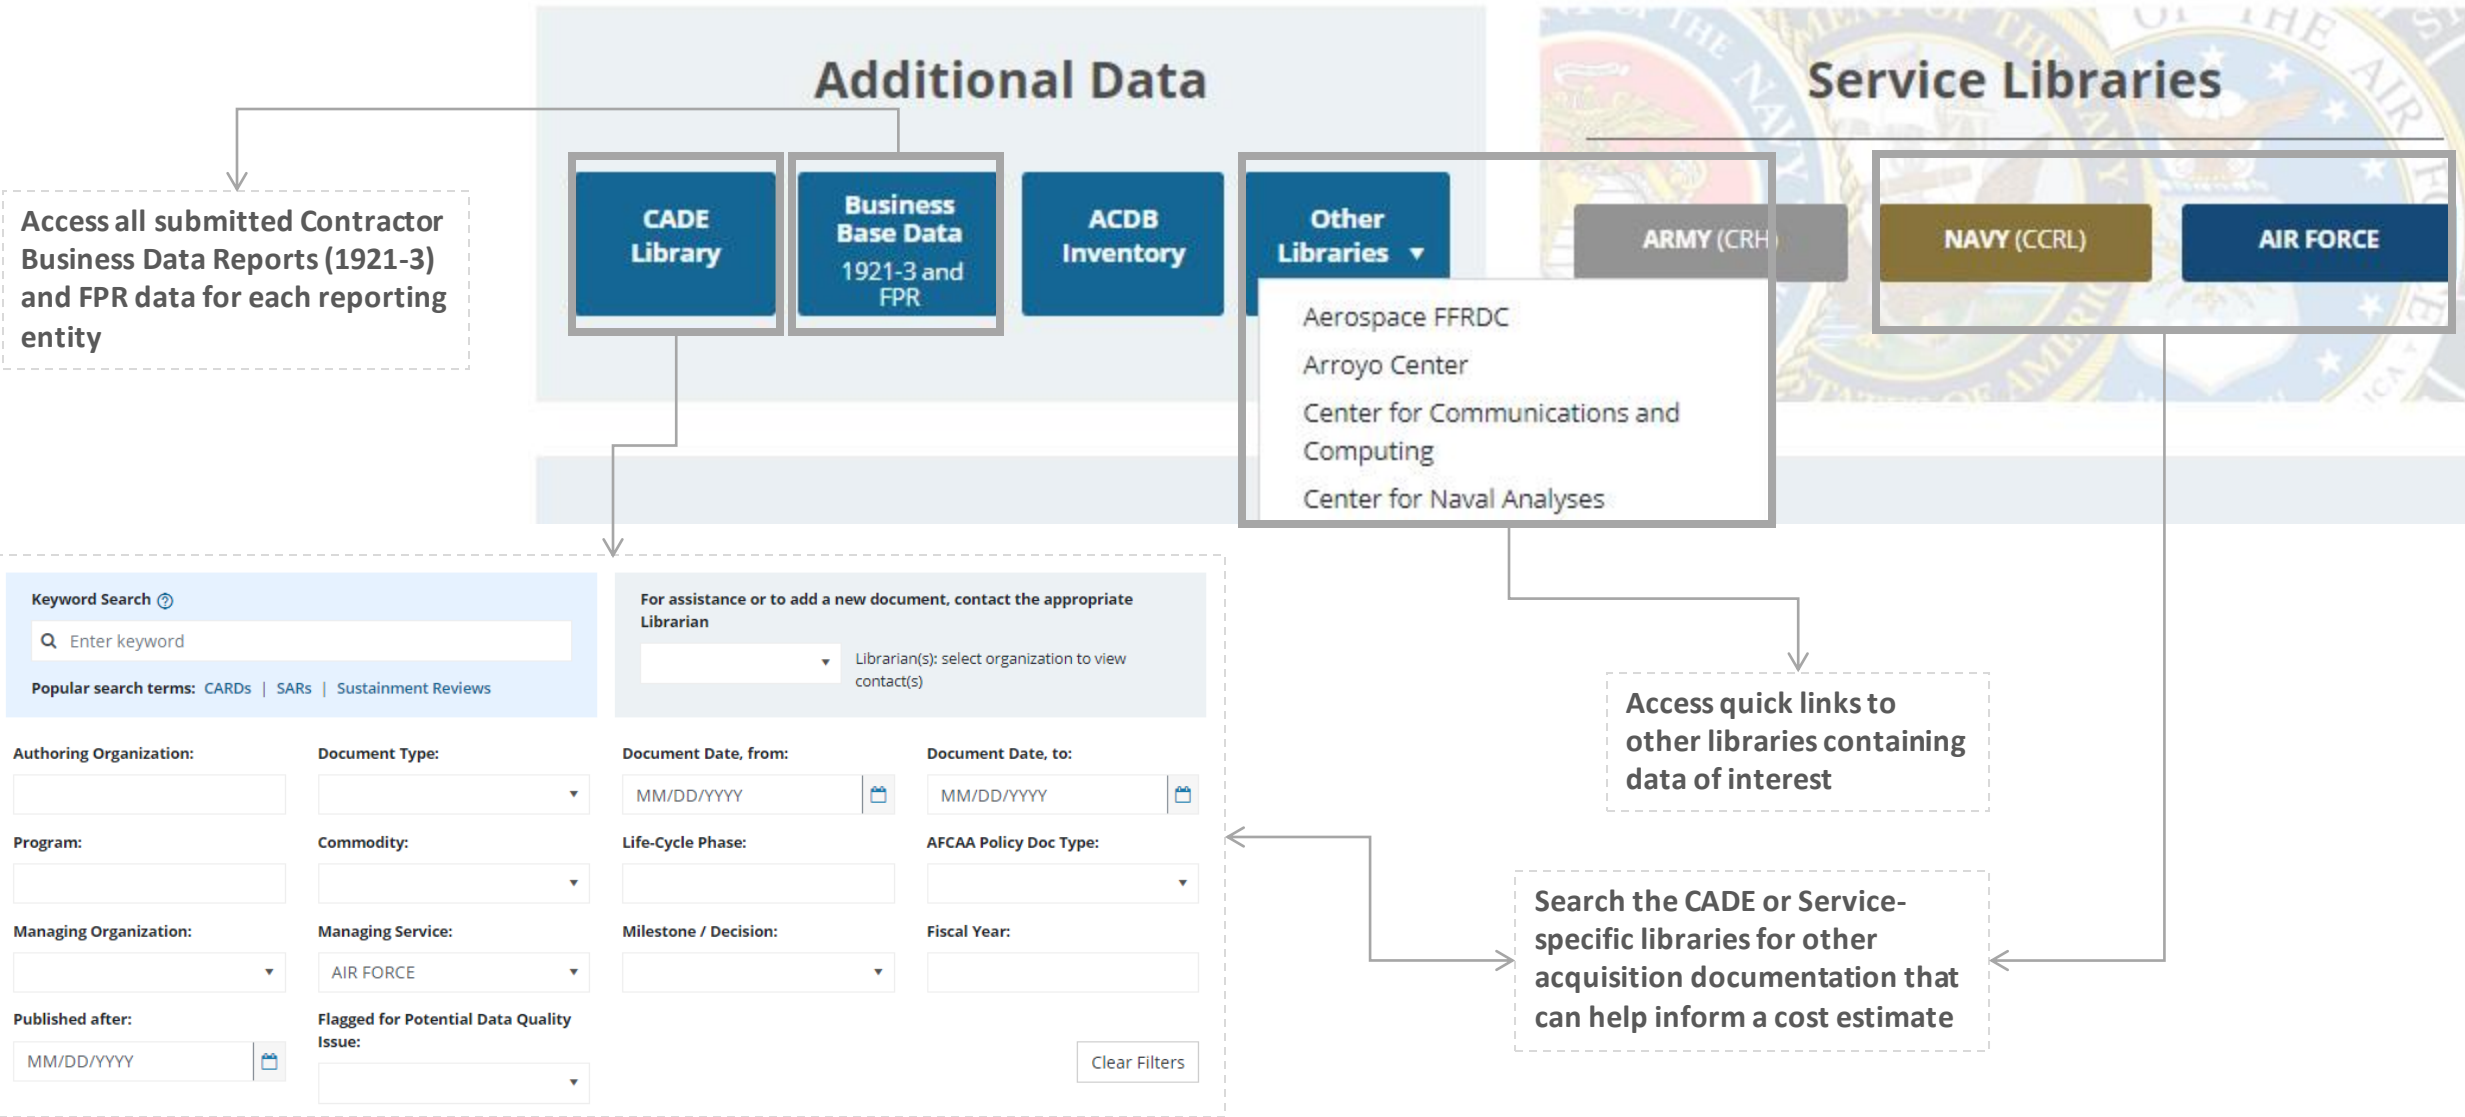 Additional Data
Service Libraries
CADE
Library
Business
Base Data
1921-3 and
FPR
ACDB
Inventory
Other
Libraries ▼
ARMY (CRH)
NAVY (CCRL)
AIR FORCE
Aerospace FFRDC
Arroyo Center
Center for Communications and
Computing
Center for Naval Analyses
Access all submitted Contractor
Business Data Reports (1921-3)
and FPR data for each reporting
entity
Keyword Search
Enter keyword
Popular search terms: CARDs | SARs | Sustainment Reviews
For assistance or to add a new document, contact the appropriate
Librarian
Librarian(s): select organization to view
contact(s)
Authoring Organization:
Document Type:
Document Date, from:
Document Date, to:
MM/DD/YYYY
MM/DD/YYYY
Program:
Commodity:
Life-Cycle Phase:
AFCAA Policy Doc Type:
Managing Organization:
Managing Service:
Milestone / Decision:
Fiscal Year:
AIR FORCE
Published after:
Flagged for Potential Data Quality
Issue:
MM/DD/YYYY
Clear Filters
Access quick links to
other libraries containing
data of interest
Search the CADE or Service-
specific libraries for other
acquisition documentation that
can help inform a cost estimate